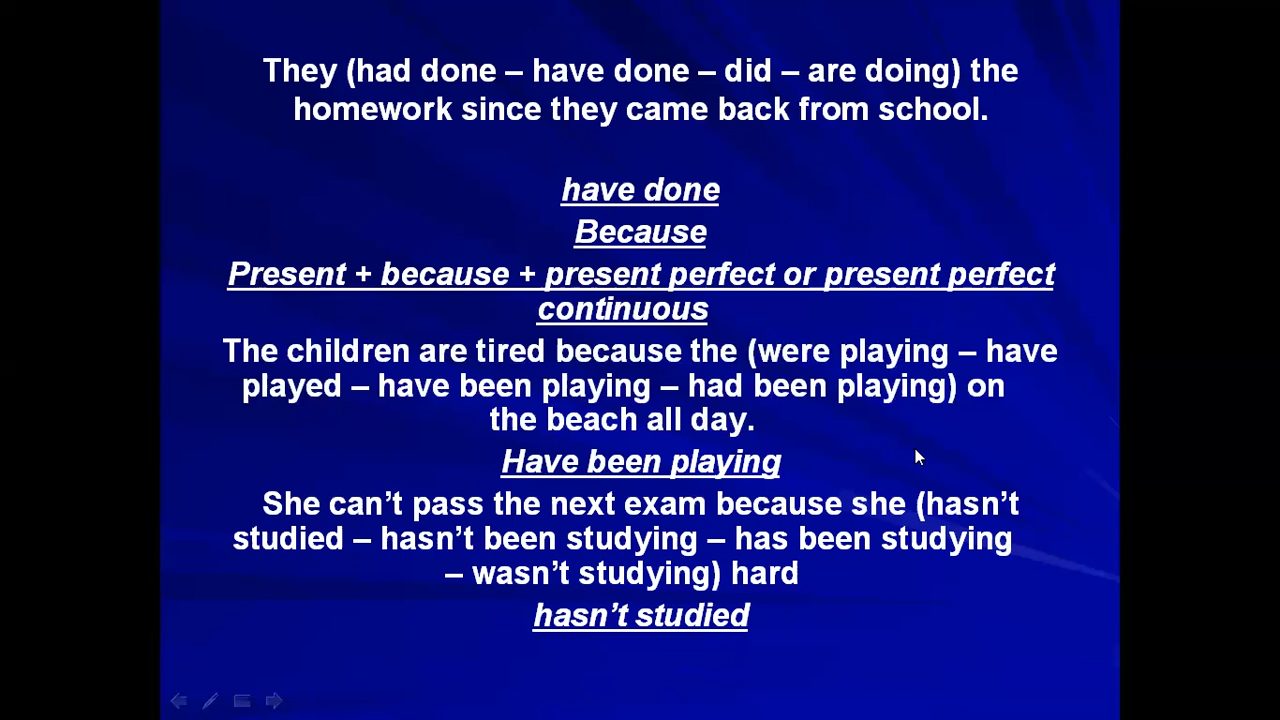 They (had done – have done – did – are doing) the
homework since they came back from school.
have done
Because
Present + because + present perfect or present perfect
continuous
The children are tired because the (were playing – have
played – have been playing – had been playing) on
the beach all day.
Have been playing
She can’t pass the next exam because she (hasn’t
studied – hasn’t been studying – has been studying
– wasn’t studying) hard
hasn’t studied